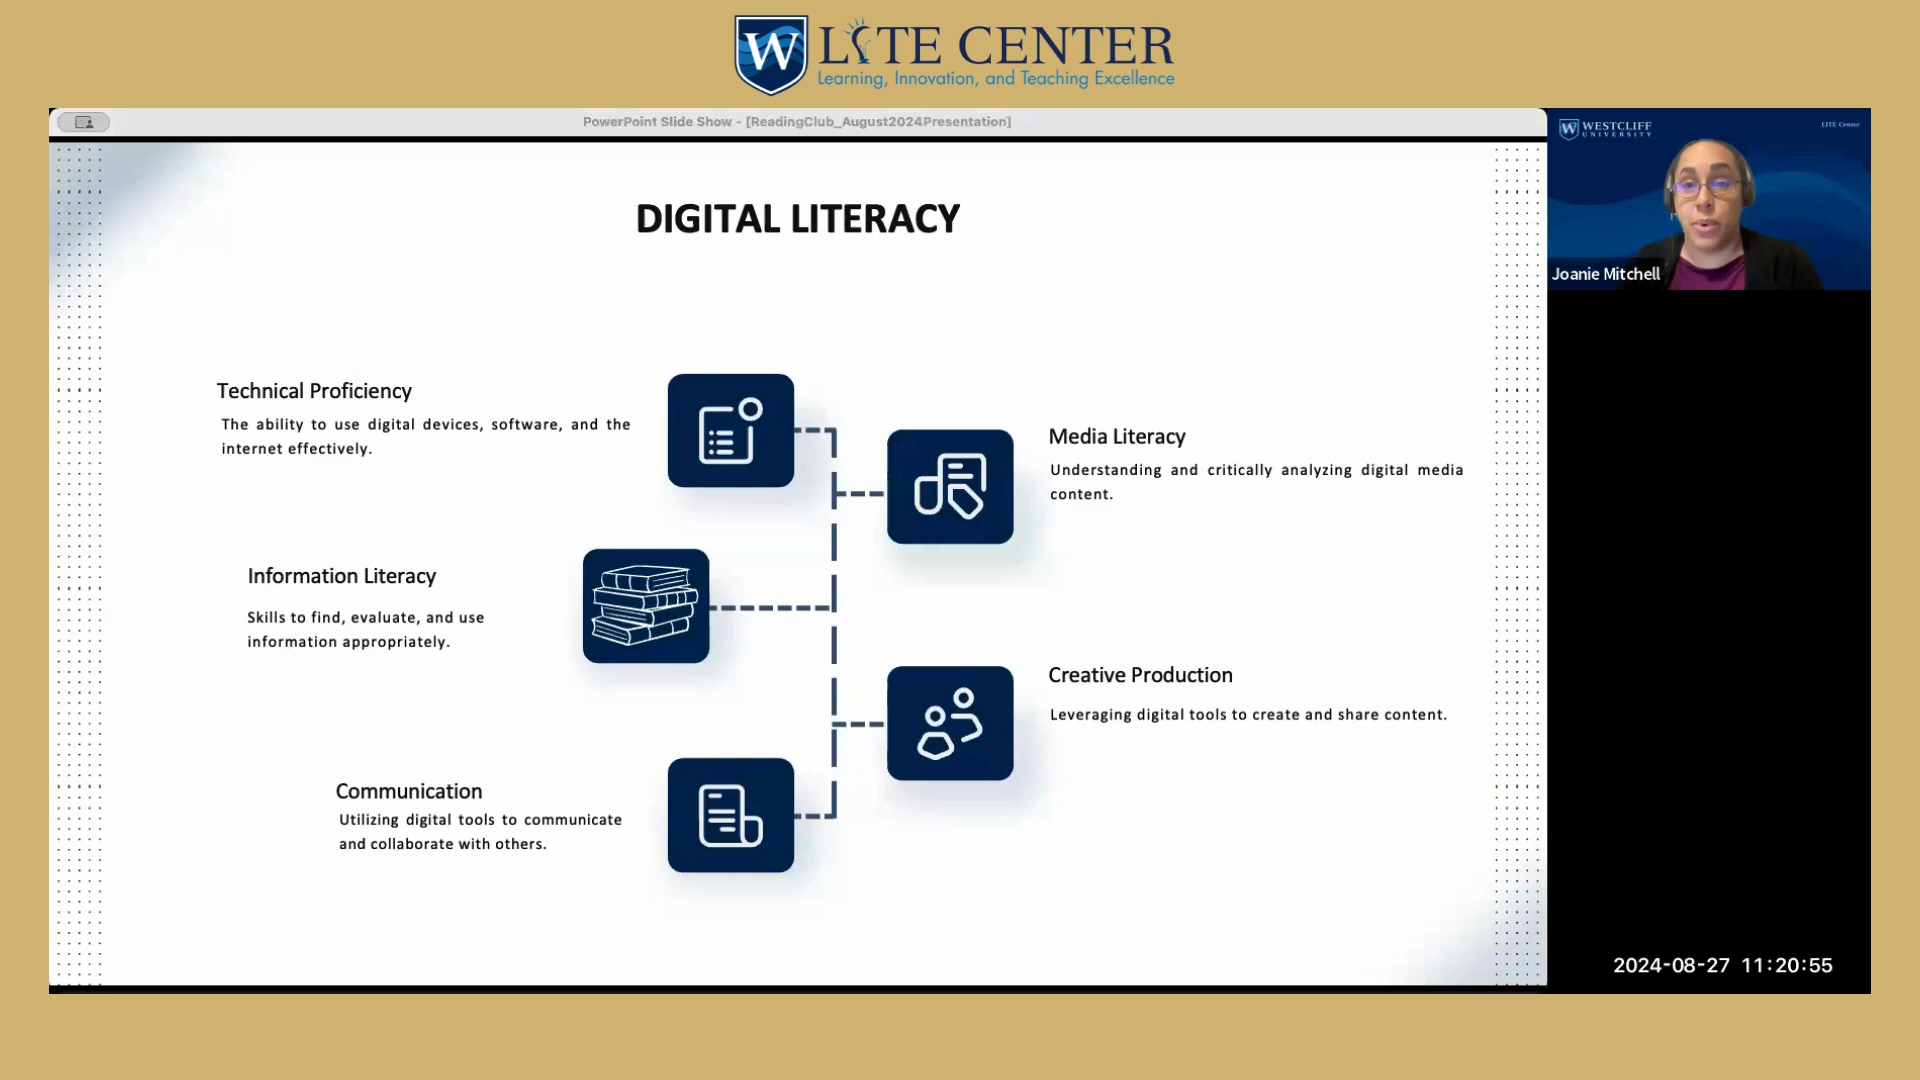 W LiTE CENTER
Learning, Innovation, and Teaching Excellence
PowerPoint Slide Show - [ReadingClub_August2024Presentation]
W WESTCLIFF
UNIVERSITY
LITE Center
Joanie Mitchell
DIGITAL LITERACY
Technical Proficiency
The ability to use digital devices, software, and the
internet effectively.
Media Literacy
Understanding and critically analyzing digital media
content.
Information Literacy
Skills to find, evaluate, and use
information appropriately.
Creative Production
Leveraging digital tools to create and share content.
Communication
Utilizing digital tools to communicate
and collaborate with others.
2024-08-27 11:20:55